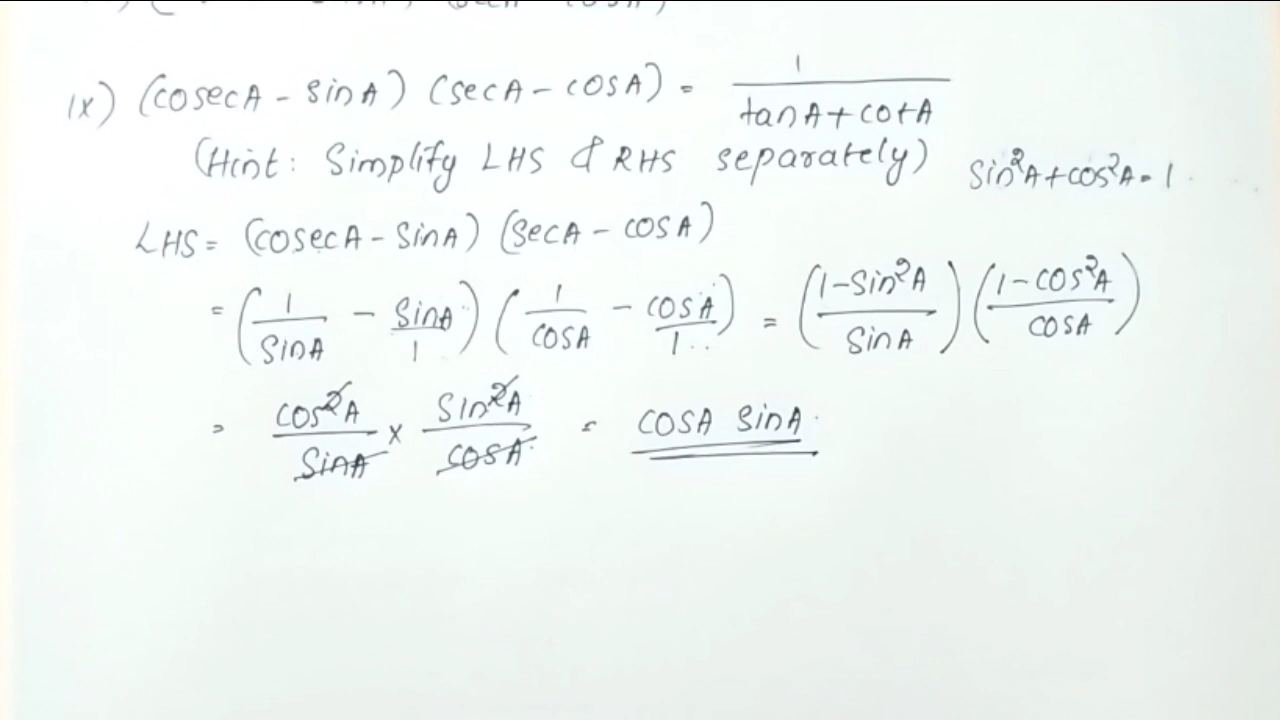 (secA - cosA)
ix) (cosecA - sinA) (secA - cosA) = 1/(tanA + cotA)
(Hint: Simplify LHS & RHS separately) sin²A + cos²A = 1
LHS = (cosecA - sinA) (secA - cosA)
= (1/sinA - sinA/1) (1/cosA - cosA/1) = ((1-sin²A)/sinA) ((1-cos²A)/cosA)
= cos²A/sinA × sin²A/cosA = cosA sinA